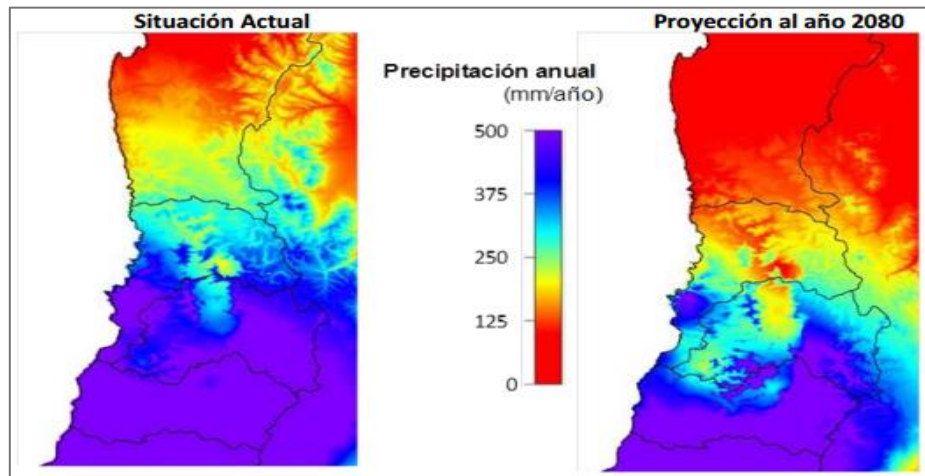 Situación Actual
Proyección al año 2080
Precipitación anual
(mm/año)
500
375
250
125
0